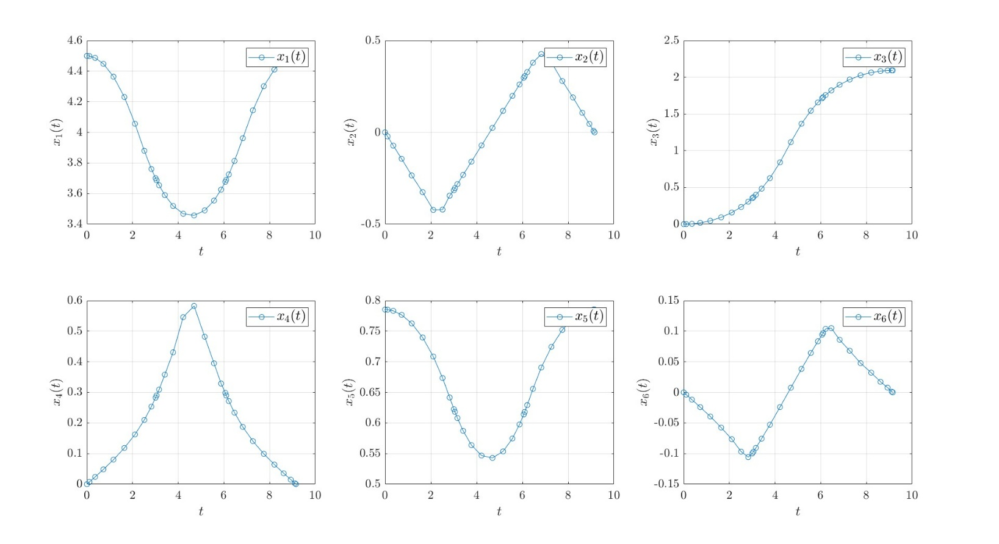 x₁(t)
4.6
4.4
4.2
4
3.8
3.6
3.4
x₁(t)
0 2 4 6 8 10
t
x₂(t)
0.5
0
-0.5
x₂(t)
0 2 4 6 8 10
t
x₃(t)
2.5
2
1.5
1
0.5
0
x₃(t)
0 2 4 6 8 10
t
x₄(t)
0.6
0.5
0.4
0.3
0.2
0.1
0
x₄(t)
0 2 4 6 8 10
t
x₅(t)
0.8
0.75
0.7
0.65
0.6
0.55
0.5
x₅(t)
0 2 4 6 8 10
t
x₆(t)
0.15
0.1
0.05
0
-0.05
-0.1
-0.15
x₆(t)
0 2 4 6 8 10
t